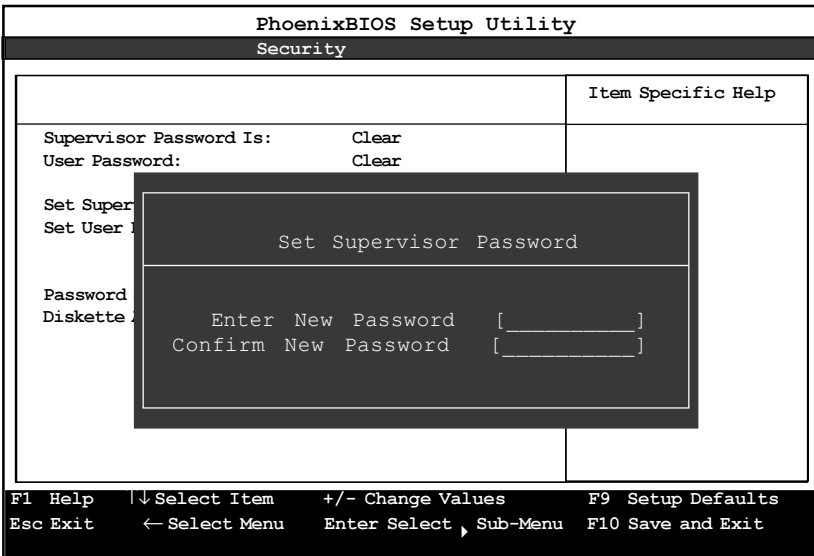 PhoenixBIOS Setup Utility
Security
Item Specific Help
Supervisor Password Is: Clear
User Password: Clear
Set Super
Set User
Password
Diskette
Set Supervisor Password
Enter New Password [__________]
Confirm New Password [__________]
F1 Help ↓ Select Item +/- Change Values F9 Setup Defaults
Esc Exit ← Select Menu Enter Select Sub-Menu F10 Save and Exit